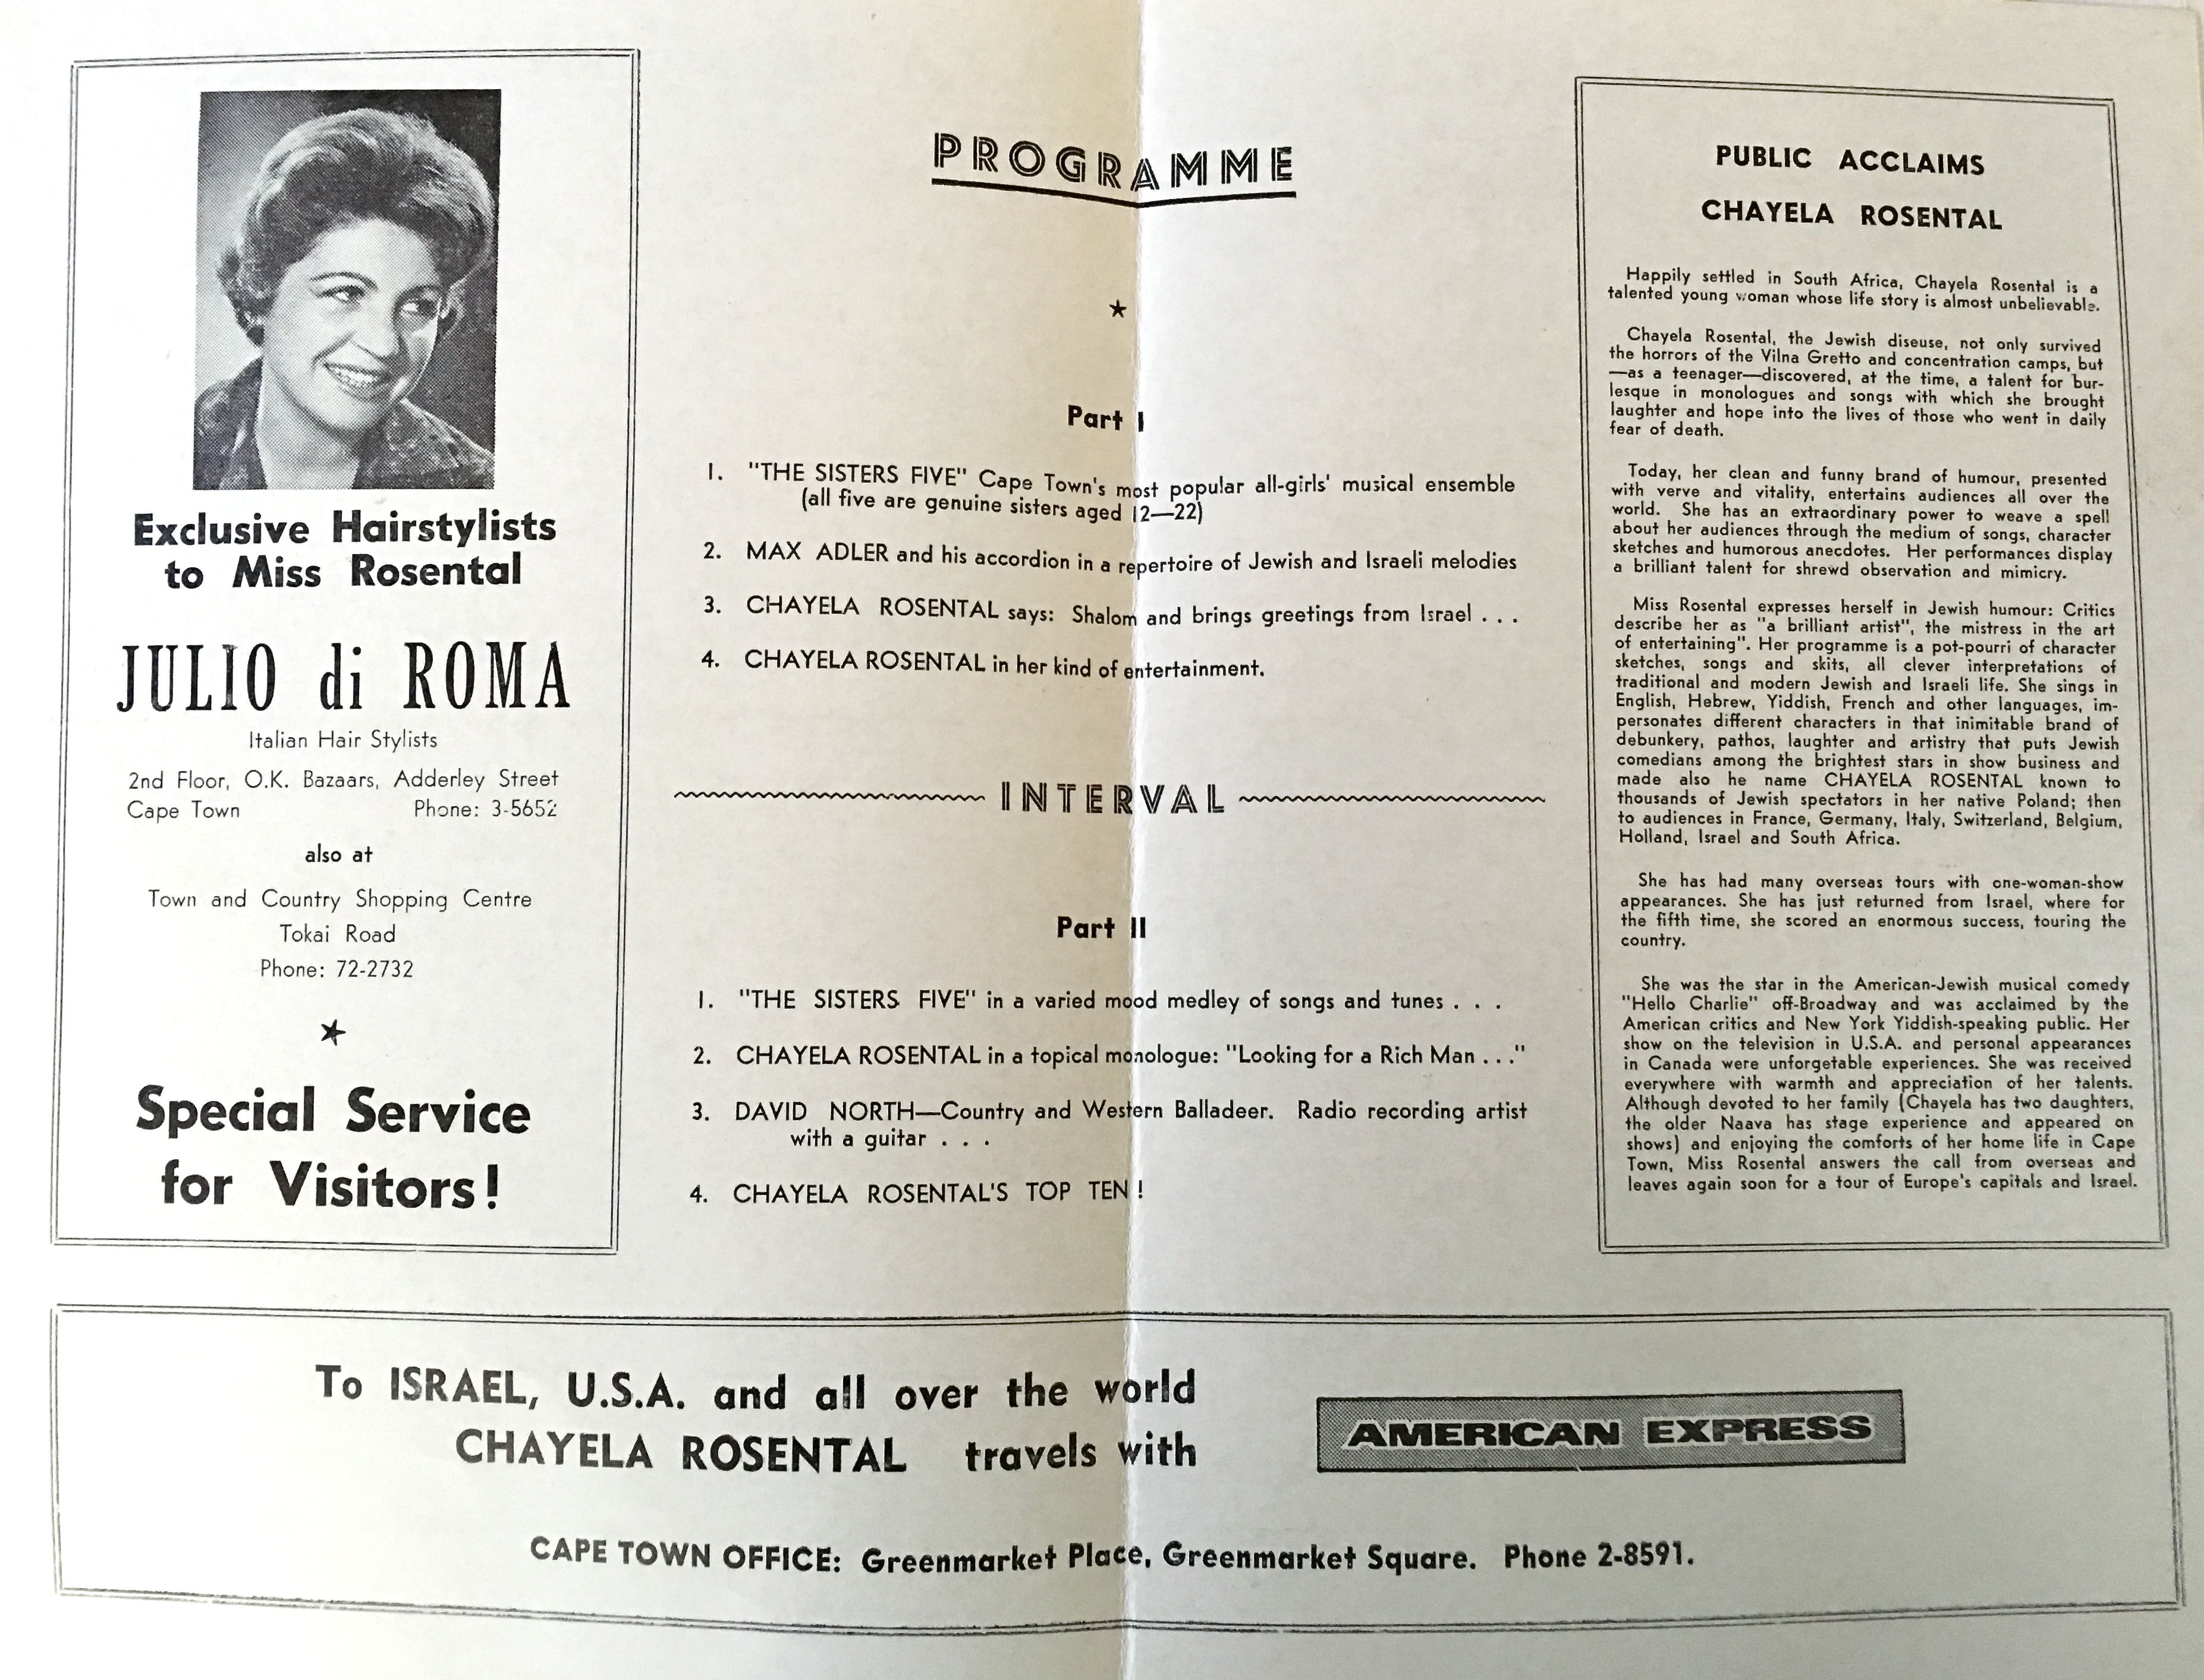 Exclusive Hairstylists
to Miss Rosental
JULIO di ROMA
Italian Hair Stylists
2nd Floor, O.K. Bazaars, Adderley Street
Cape Town Phone: 3-5652
also at
Town and Country Shopping Centre
Tokai Road
Phone: 72-2732
Special Service
for Visitors!
PROGRAMME
Part I
1. "THE SISTERS FIVE" Cape Town's most popular all-girls' musical ensemble
(all five are genuine sisters aged 12—22)
2. MAX ADLER and his accordion in a repertoire of Jewish and Israeli melodies
3. CHAYELA ROSENTAL says: Shalom and brings greetings from Israel . . .
4. CHAYELA ROSENTAL in her kind of entertainment.
INTERVAL
Part II
1. "THE SISTERS FIVE" in a varied mood medley of songs and tunes . . .
2. CHAYELA ROSENTAL in a topical monologue: "Looking for a Rich Man . . ."
3. DAVID NORTH—Country and Western Balladeer. Radio recording artist
with a guitar . . .
4. CHAYELA ROSENTAL'S TOP TEN !
PUBLIC ACCLAIMS
CHAYELA ROSENTAL
Happily settled in South Africa, Chayela Rosental is a
talented young woman whose life story is almost unbelievable.
Chayela Rosental, the Jewish diseuse, not only survived
the horrors of the Vilna Gretto and concentration camps, but
—as a teenager—discovered, at the time, a talent for bur-
lesque in monologues and songs with which she brought
laughter and hope into the lives of those who went in daily
fear of death.
Today, her clean and funny brand of humour, presented
with verve and vitality, entertains audiences all over the
world. She has an extraordinary power to weave a spell
about her audiences through the medium of songs, character
sketches and humorous anecdotes. Her performances display
a brilliant talent for shrewd observation and mimicry.
Miss Rosental expresses herself in Jewish humour: Critics
describe her as "a brilliant artist", the mistress in the art
of entertaining". Her programme is a pot-pourri of character
sketches, songs and skits, all clever interpretations of
traditional and modern Jewish and Israeli life. She sings in
English, Hebrew, Yiddish, French and other languages, im-
personates different characters in that inimitable brand of
debunkery, pathos, laughter and artistry that puts Jewish
comedians among the brightest stars in show business and
made also he name CHAYELA ROSENTAL known to
thousands of Jewish spectators in her native Poland; then
to audiences in France, Germany, Italy, Switzerland, Belgium,
Holland, Israel and South Africa.
She has had many overseas tours with one-woman-show
appearances. She has just returned from Israel, where for
the fifth time, she scored an enormous success, touring the
country.
She was the star in the American-Jewish musical comedy
"Hello Charlie" off-Broadway and was acclaimed by the
American critics and New York Yiddish-speaking public. Her
show on the television in U.S.A. and personal appearances
in Canada were unforgetable experiences. She was received
everywhere with warmth and appreciation of her talents.
Although devoted to her family (Chayela has two daughters,
the older Naava has stage experience and appeared on
shows) and enjoying the comforts of her home life in Cape
Town, Miss Rosental answers the call from overseas and
leaves again soon for a tour of Europe's capitals and Israel.
To ISRAEL, U.S.A. and all over the world
CHAYELA ROSENTAL travels with
AMERICAN EXPRESS
CAPE TOWN OFFICE: Greenmarket Place, Greenmarket Square. Phone 2-8591.